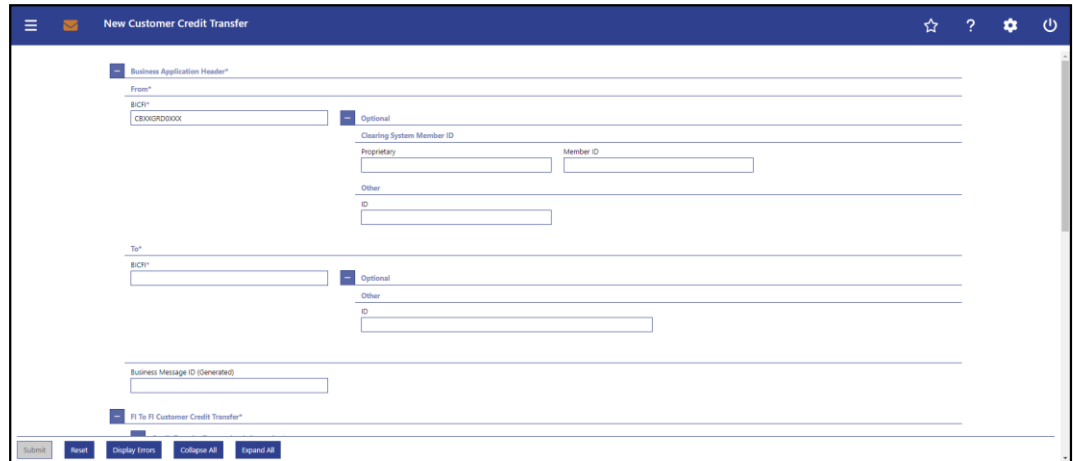 New Customer Credit Transfer
?
Business Application Header*
From*
BICFI*
CBXXGRD0XXX
Optional
Clearing System Member ID
Proprietary Member ID
Other
ID
To*
BICFI*
Optional
Other
ID
Business Message ID (Generated)
FI To FI Customer Credit Transfer*
Submit Reset Display Errors Collapse All Expand All